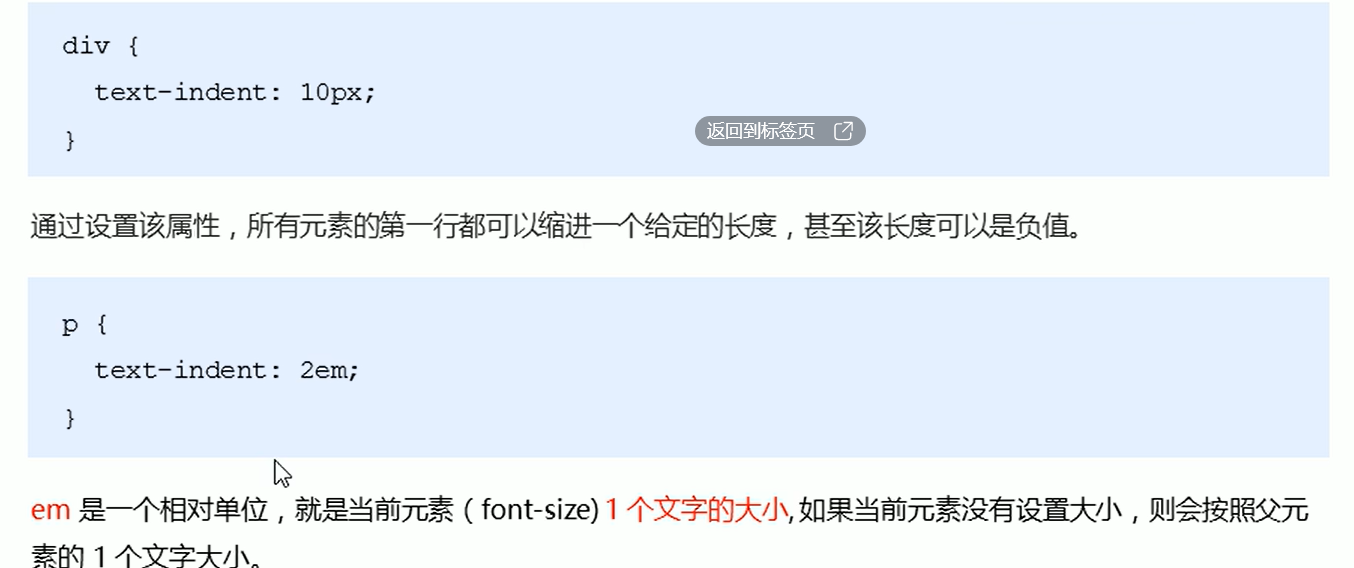 div {
text-indent: 10px;
返回到标签页
}
通过设置该属性，所有元素的第一行都可以缩进一个给定的长度，甚至该长度可以是负值。
p {
text-indent: 2em;
}
em 是一个相对单位，就是当前元素（font-size) 1 个文字的大小, 如果当前元素没有设置大小，则会按照父元
素的 1 个文字大小。